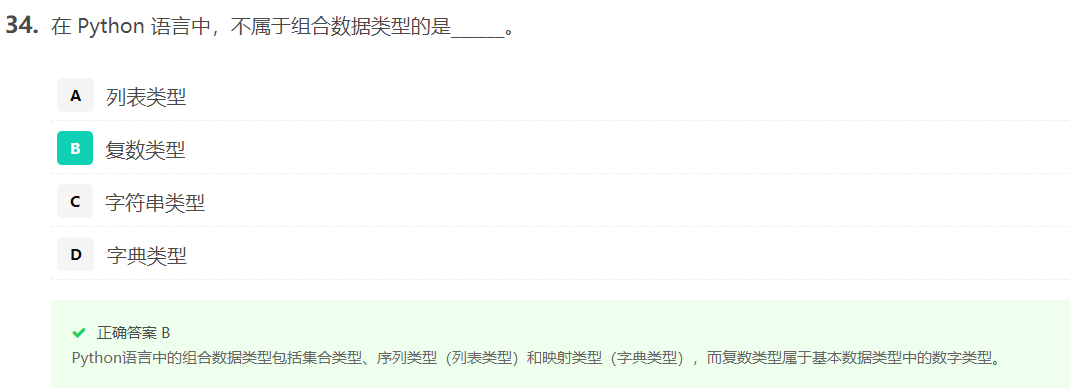 34. 在 Python 语言中，不属于组合数据类型的是______。
A 列表类型
B 复数类型
C 字符串类型
D 字典类型
正确答案 B
Python语言中的组合数据类型包括集合类型、序列类型（列表类型）和映射类型（字典类型），而复数类型属于基本数据类型中的数字类型。